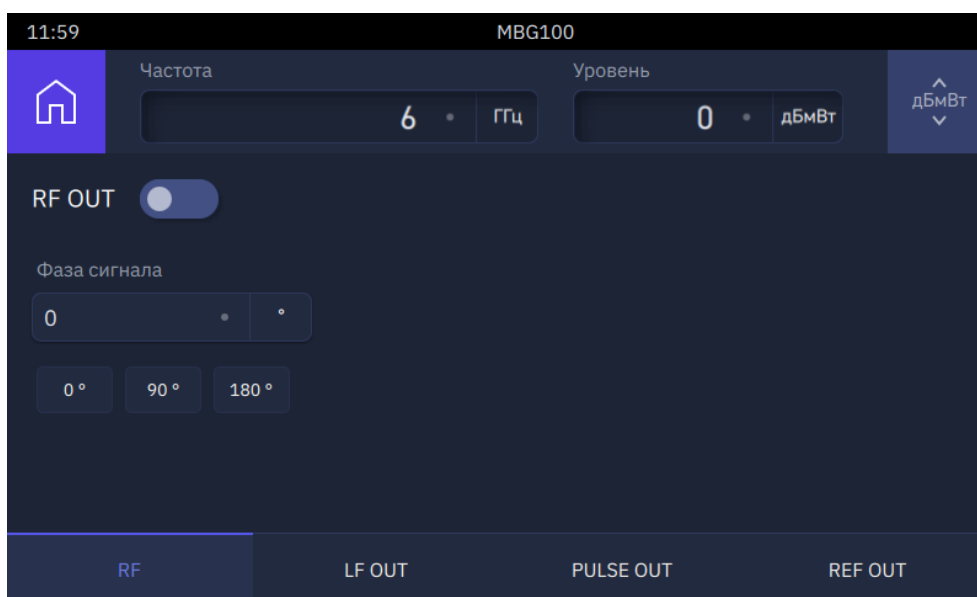 11:59 MBG100
Частота Уровень
6 ГГц 0 дБмВт дБмВт
RF OUT
Фаза сигнала
0 °
0 ° 90 ° 180 °
RF LF OUT PULSE OUT REF OUT